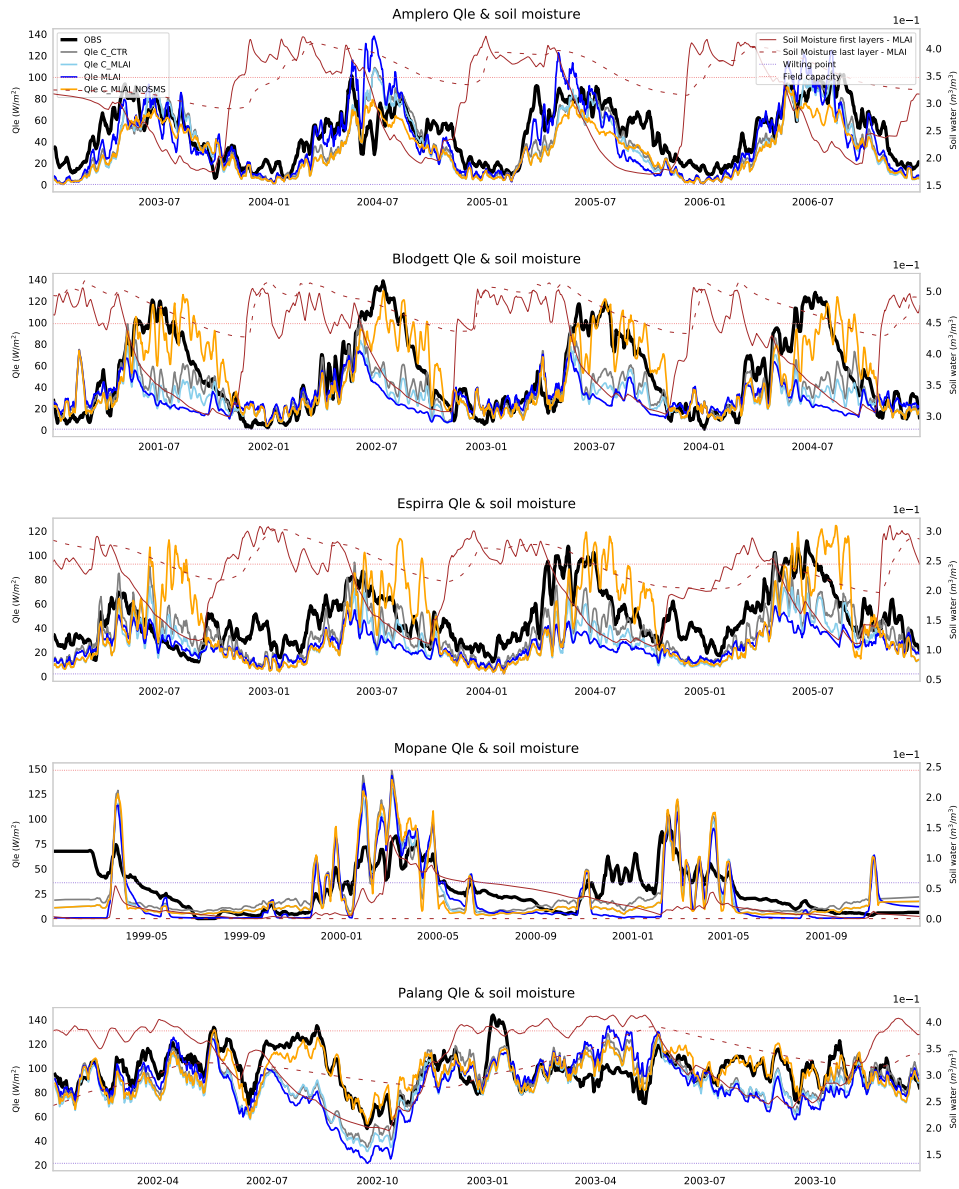 Amplero Qle & soil moisture
1e−1
140
120
100
80
60
40
20
0
Qle (W/m²)
OBS
Qle C_CTR
Qle C_MLAI
Qle MLAI
Qle C_MLAI_NOSMS
Soil Moisture first layers - MLAI
Soil Moisture last layer - MLAI
Wilting point
Field capacity
4.0
3.5
3.0
2.5
2.0
1.5
Soil water (m³/m³)
2003-07 2004-01 2004-07 2005-01 2005-07 2006-01 2006-07
Blodgett Qle & soil moisture
1e−1
140
120
100
80
60
40
20
0
Qle (W/m²)
5.0
4.5
4.0
3.5
3.0
Soil water (m³/m³)
2001-07 2002-01 2002-07 2003-01 2003-07 2004-01 2004-07
Espirra Qle & soil moisture
1e−1
120
100
80
60
40
20
0
Qle (W/m²)
3.0
2.5
2.0
1.5
1.0
0.5
Soil water (m³/m³)
2002-07 2003-01 2003-07 2004-01 2004-07 2005-01 2005-07
Mopane Qle & soil moisture
1e−1
150
125
100
75
50
25
0
Qle (W/m²)
2.5
2.0
1.5
1.0
0.5
0.0
Soil water (m³/m³)
1999-05 1999-09 2000-01 2000-05 2000-09 2001-01 2001-05 2001-09
Palang Qle & soil moisture
1e−1
140
120
100
80
60
40
20
Qle (W/m²)
4.0
3.5
3.0
2.5
2.0
1.5
Soil water (m³/m³)
2002-04 2002-07 2002-10 2003-01 2003-04 2003-07 2003-10